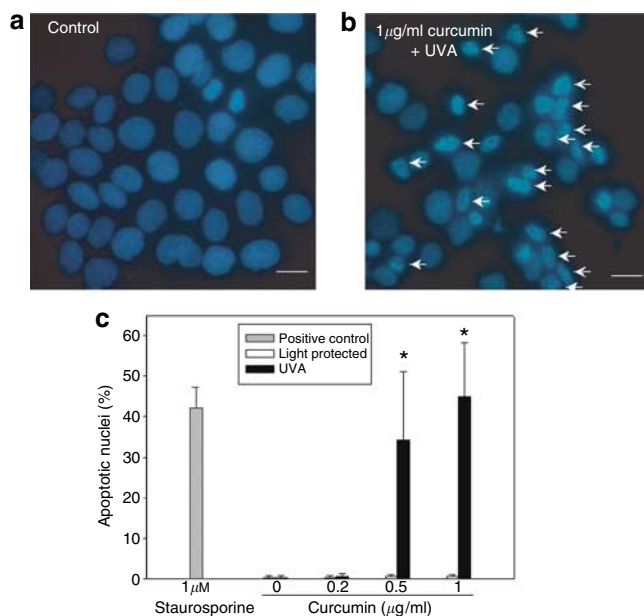 a
Control
b
1μg/ml curcumin
+ UVA
c
Apoptotic nuclei (%)
60
50
40
30
20
10
0
Positive control
Light protected
UVA
*
*
1μM
0
0.2
0.5
1
Staurosporine
Curcumin (μg/ml)